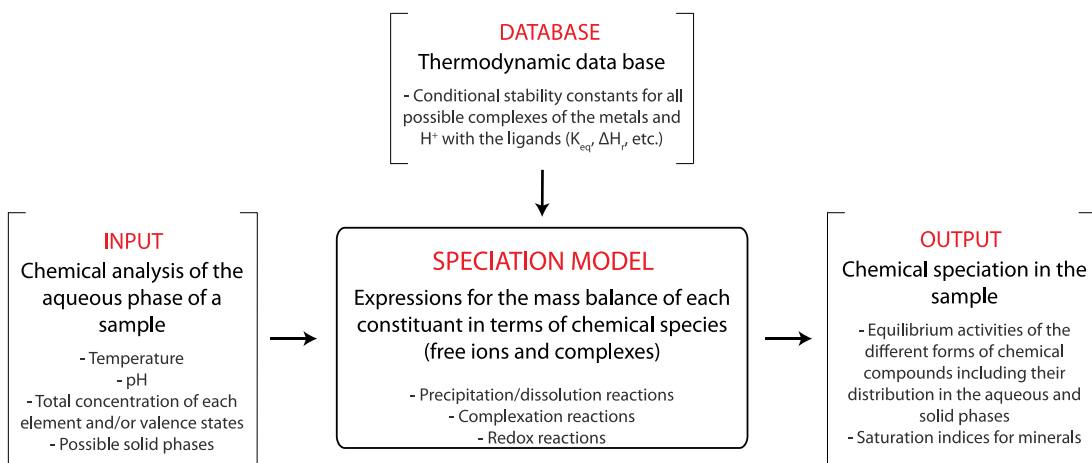 DATABASE
Thermodynamic data base
- Conditional stability constants for all
possible complexes of the metals and
H⁺ with the ligands (Keq, ΔHr, etc.)
INPUT
Chemical analysis of the
aqueous phase of a
sample
- Temperature
- pH
- Total concentration of each
element and/or valence states
- Possible solid phases
SPECIATION MODEL
Expressions for the mass balance of each
constituant in terms of chemical species
(free ions and complexes)
- Precipitation/dissolution reactions
- Complexation reactions
- Redox reactions
OUTPUT
Chemical speciation in the
sample
- Equilibrium activities of the
different forms of chemical
compounds including their
distribution in the aqueous and
solid phases
- Saturation indices for minerals